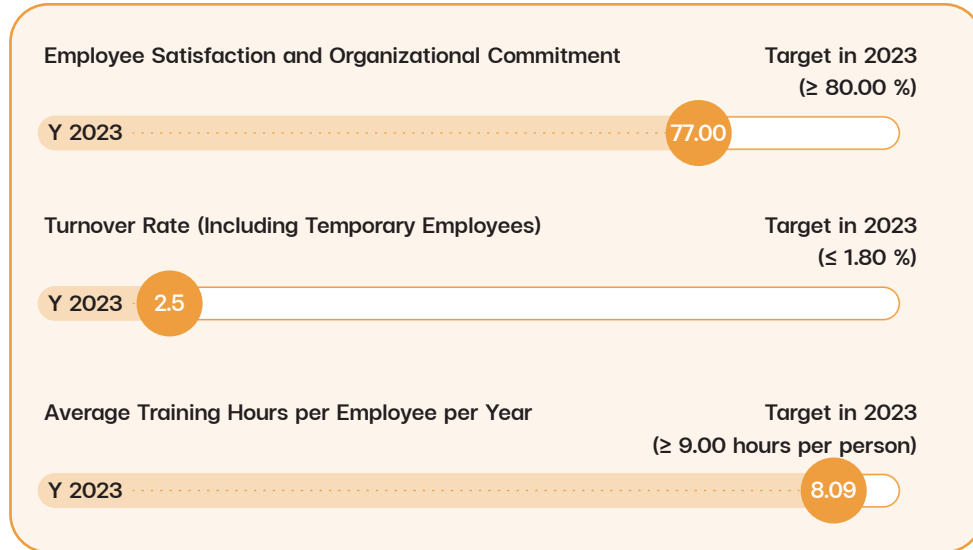 Employee Satisfaction and Organizational Commitment
Target in 2023
(≥ 80.00 %)
Y 2023
77.00
Turnover Rate (Including Temporary Employees)
Target in 2023
(≤ 1.80 %)
Y 2023
2.5
Average Training Hours per Employee per Year
Target in 2023
(≥ 9.00 hours per person)
Y 2023
8.09